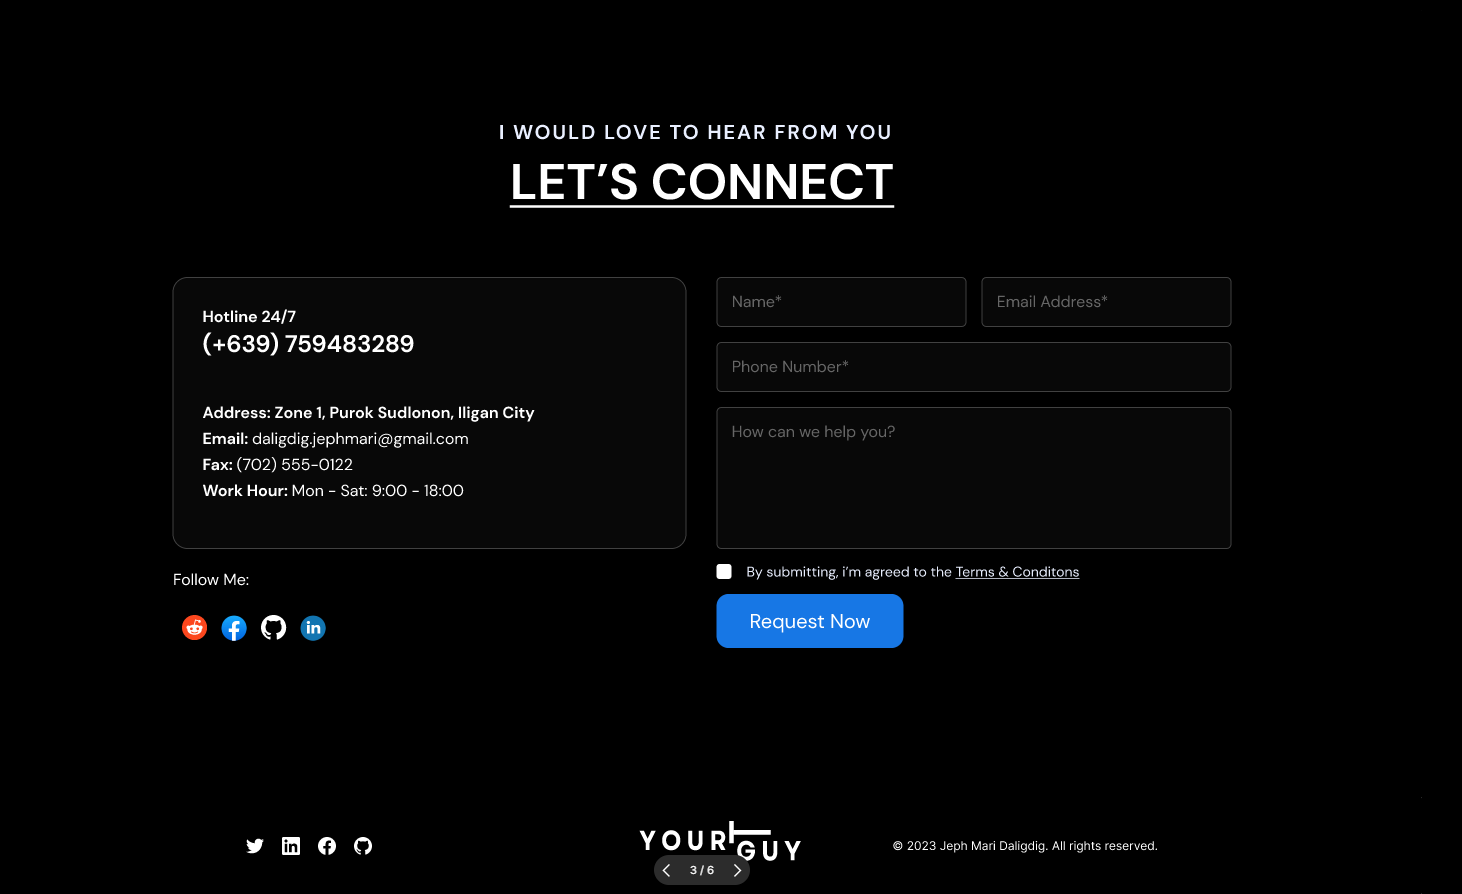 I WOULD LOVE TO HEAR FROM YOU
LET’S CONNECT
Hotline 24/7
(+639) 759483289
Address: Zone 1, Purok Sudlonon, Iligan City
Email: daligdig.jephmari@gmail.com
Fax: (702) 555-0122
Work Hour: Mon - Sat: 9:00 - 18:00
Follow Me:
Name*
Email Address*
Phone Number*
How can we help you?
By submitting, i’m agreed to the Terms & Conditons
Request Now
YOUR
GUY
© 2023 Jeph Mari Daligdig. All rights reserved.
3 / 6